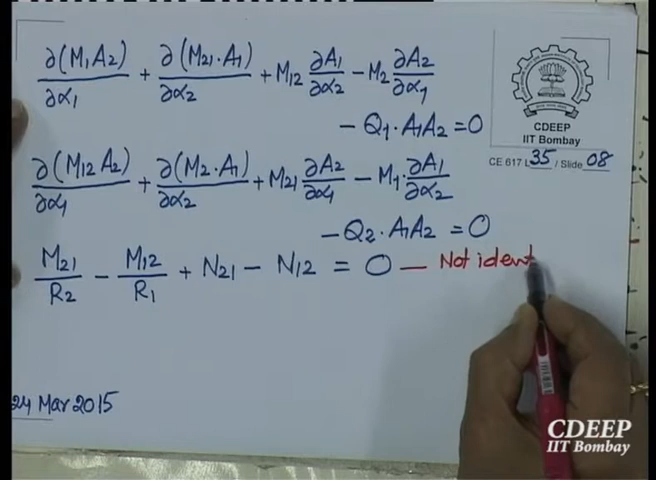 ∂(M₁A₂)/∂α₁ + ∂(M₂₁·A₁)/∂α₂ + M₁₂ ∂A₁/∂α₂ − M₂ ∂A₂/∂α₁
− Q₁·A₁A₂ = 0
CDEEP
IIT Bombay
CE 617 L 35 / Slide 08
∂(M₁₂A₂)/∂α₁ + ∂(M₂·A₁)/∂α₂ + M₂₁ ∂A₂/∂α₁ − M₁·∂A₁/∂α₂
− Q₂·A₁A₂ = 0
M₂₁/R₂ − M₁₂/R₁ + N₂₁ − N₁₂ = 0 — Not ident
24 Mar 2015
CDEEP
IIT Bombay